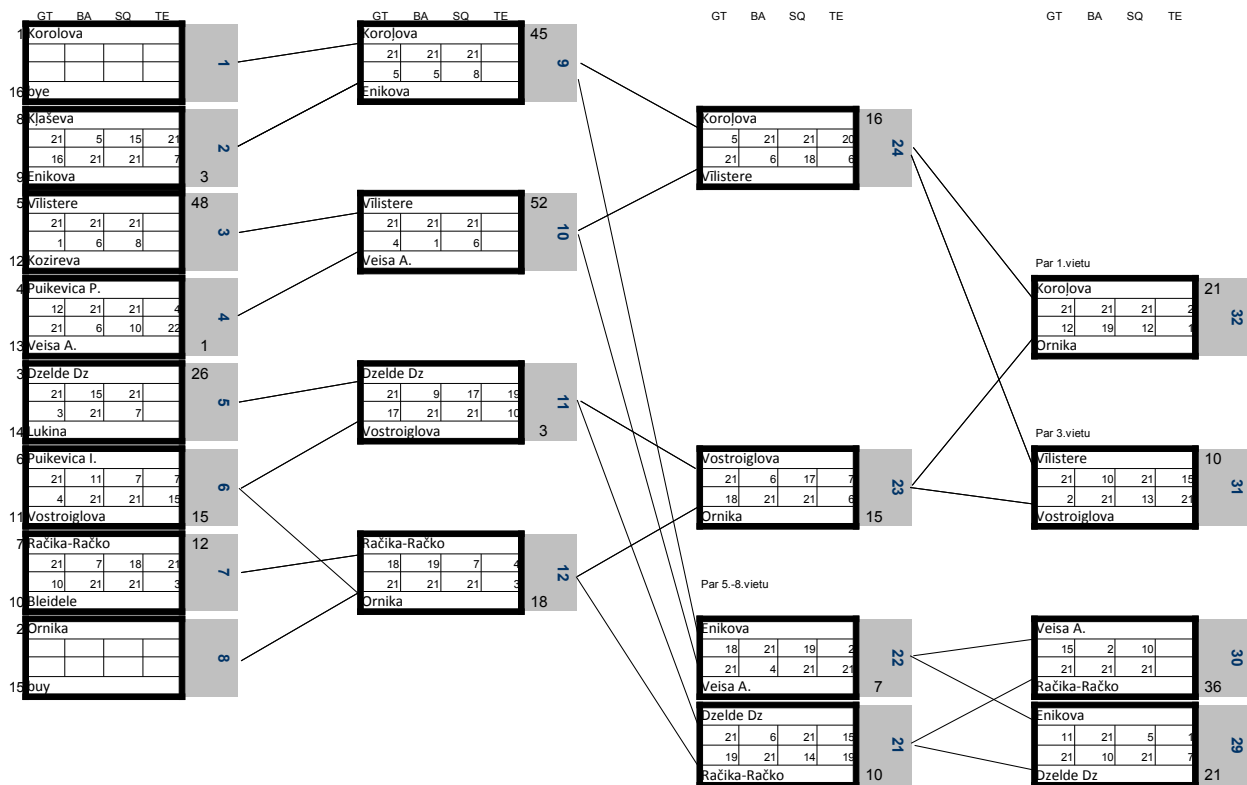 GT BA SQ TE
1 Korolova
1
16 bye
8 Kļaševa
21 5 15 21
16 21 21 7
2
9 Enikova 3
5 Vīlistere 48
21 21 21
1 6 8
3
12 Kozireva
4 Puikevica P.
12 21 21 4
21 6 10 22
4
13 Veisa A. 1
3 Dzelde Dz 26
21 15 21
3 21 7
5
14 Lukina
6 Puikevica I.
21 11 7 7
4 21 21 15
6
11 Vostroiglova 15
7 Račika-Račko 12
21 7 18 21
10 21 21 3
7
10 Bleidele
2 Ornika
8
15 buy
GT BA SQ TE
Koroļova 45
21 21 21
5 5 8
9
Enikova
Vīlistere 52
21 21 21
4 1 6
10
Veisa A.
Dzelde Dz
21 9 17 19
17 21 21 10
11
Vostroiglova 3
Račika-Račko
18 19 7 4
21 21 21 3
12
Ornika 18
GT BA SQ TE
Koroļova 16
5 21 21 20
21 6 18 6
24
Vīlistere
Vostroiglova
21 6 17 7
18 21 21 6
23
Ornika 15
Par 5.-8.vietu
Enikova
18 21 19 2
21 4 21 21
22
Veisa A. 7
Dzelde Dz
21 6 21 15
19 21 14 19
21
Račika-Račko 10
GT BA SQ TE
Par 1.vietu
Koroļova 21
21 21 21 2
12 19 12 1
32
Ornika
Par 3.vietu
Vīlistere 10
21 10 21 15
2 21 13 21
31
Vostroiglova
Veisa A.
15 2 10
21 21 21
30
Račika-Račko 36
Enikova
11 21 5 1
21 10 21 7
29
Dzelde Dz 21